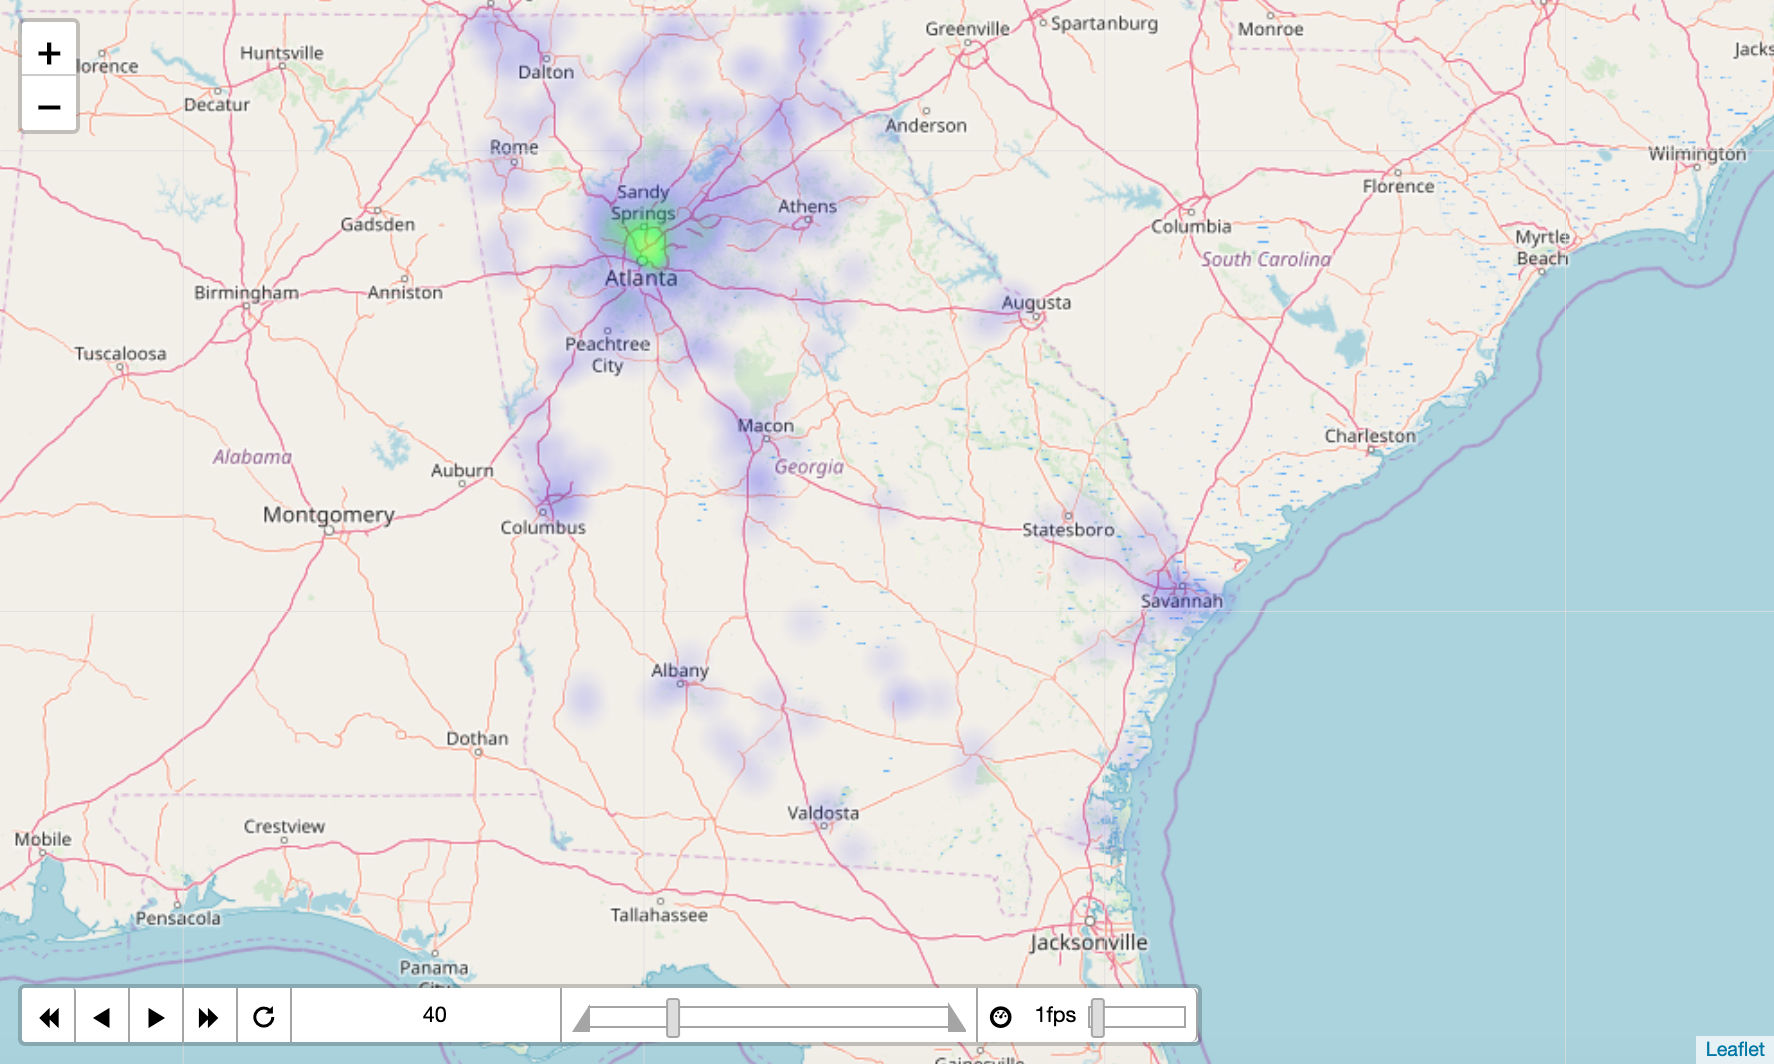 Greenville
Spartanburg
Monroe
+
Huntsville
Jacks
lorence
Dalton
−
Decatur
Anderson
Rome
Wilmington
Sandy
Springs
Florence
Athens
Gadsden
Columbia
Myrtle
Beach
South Carolina
Atlanta
Birmingham
Anniston
Augusta
Peachtree
City
Tuscaloosa
Macon
Charleston
Alabama
Georgia
Auburn
Montgomery
Columbus
Statesboro
Savannah
Albany
Dothan
Valdosta
Crestview
Mobile
Pensacola
Tallahassee
Jacksonville
Panama
City
40
1fps
Leaflet
Gainesville